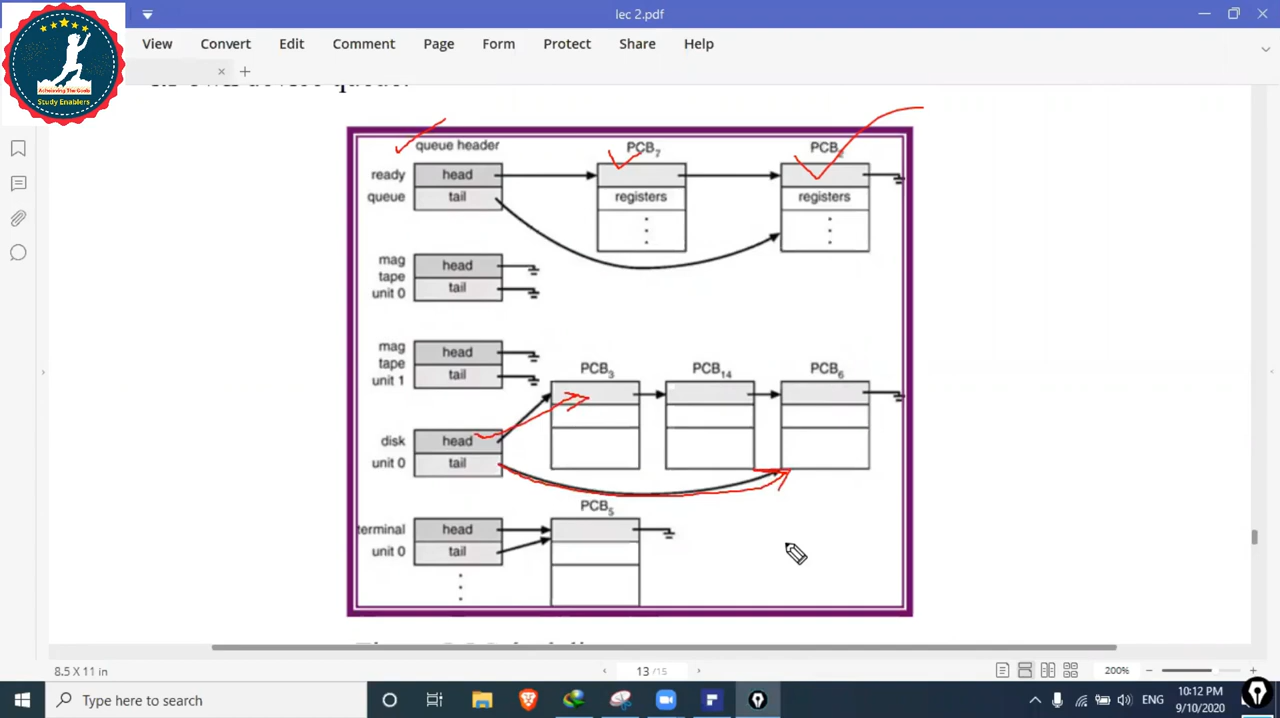 lec 2.pdf
View Convert Edit Comment Page Form Protect Share Help
Acheieving The Goals
Study Enablers
queue header
PCB7
PCB2
ready head
queue tail
registers
registers
mag
tape
unit 0
head
tail
mag
tape
unit 1
head
tail
PCB3
PCB14
PCB6
disk head
unit 0 tail
PCB5
terminal head
unit 0 tail
8.5 X 11 in
13 /15
200%
Type here to search
ENG
10:12 PM
9/10/2020